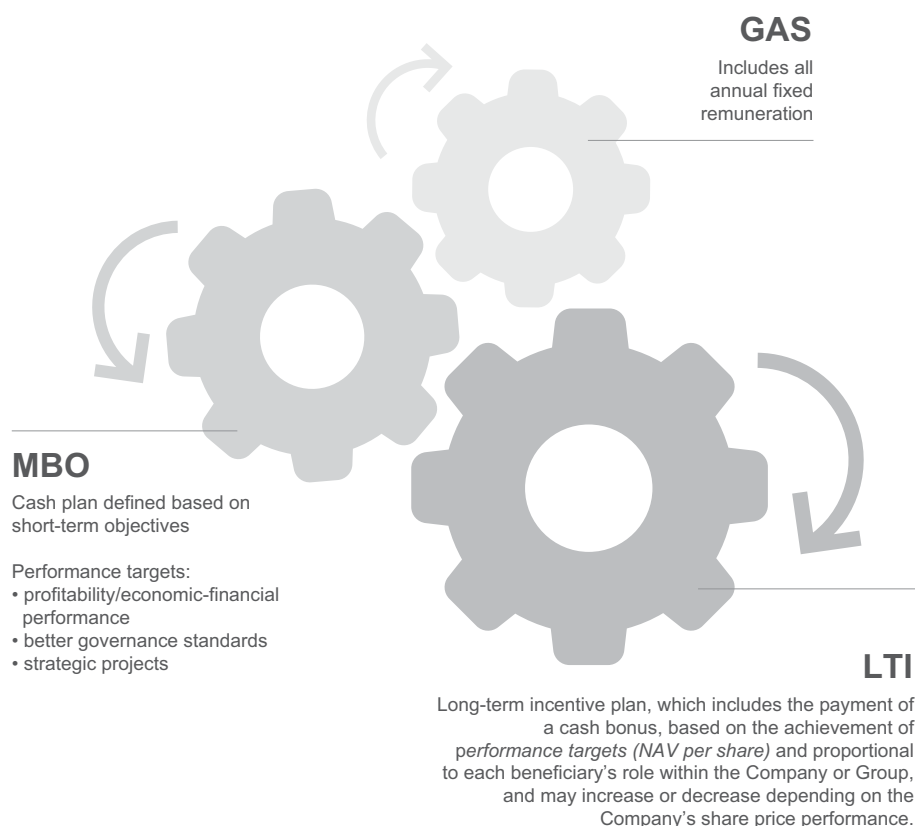 GAS
Includes all
annual fixed
remuneration
MBO
Cash plan defined based on
short-term objectives
Performance targets:
• profitability/economic-financial
performance
• better governance standards
• strategic projects
LTI
Long-term incentive plan, which includes the payment of
a cash bonus, based on the achievement of
performance targets (NAV per share) and proportional
to each beneficiary’s role within the Company or Group,
and may increase or decrease depending on the
Company’s share price performance.